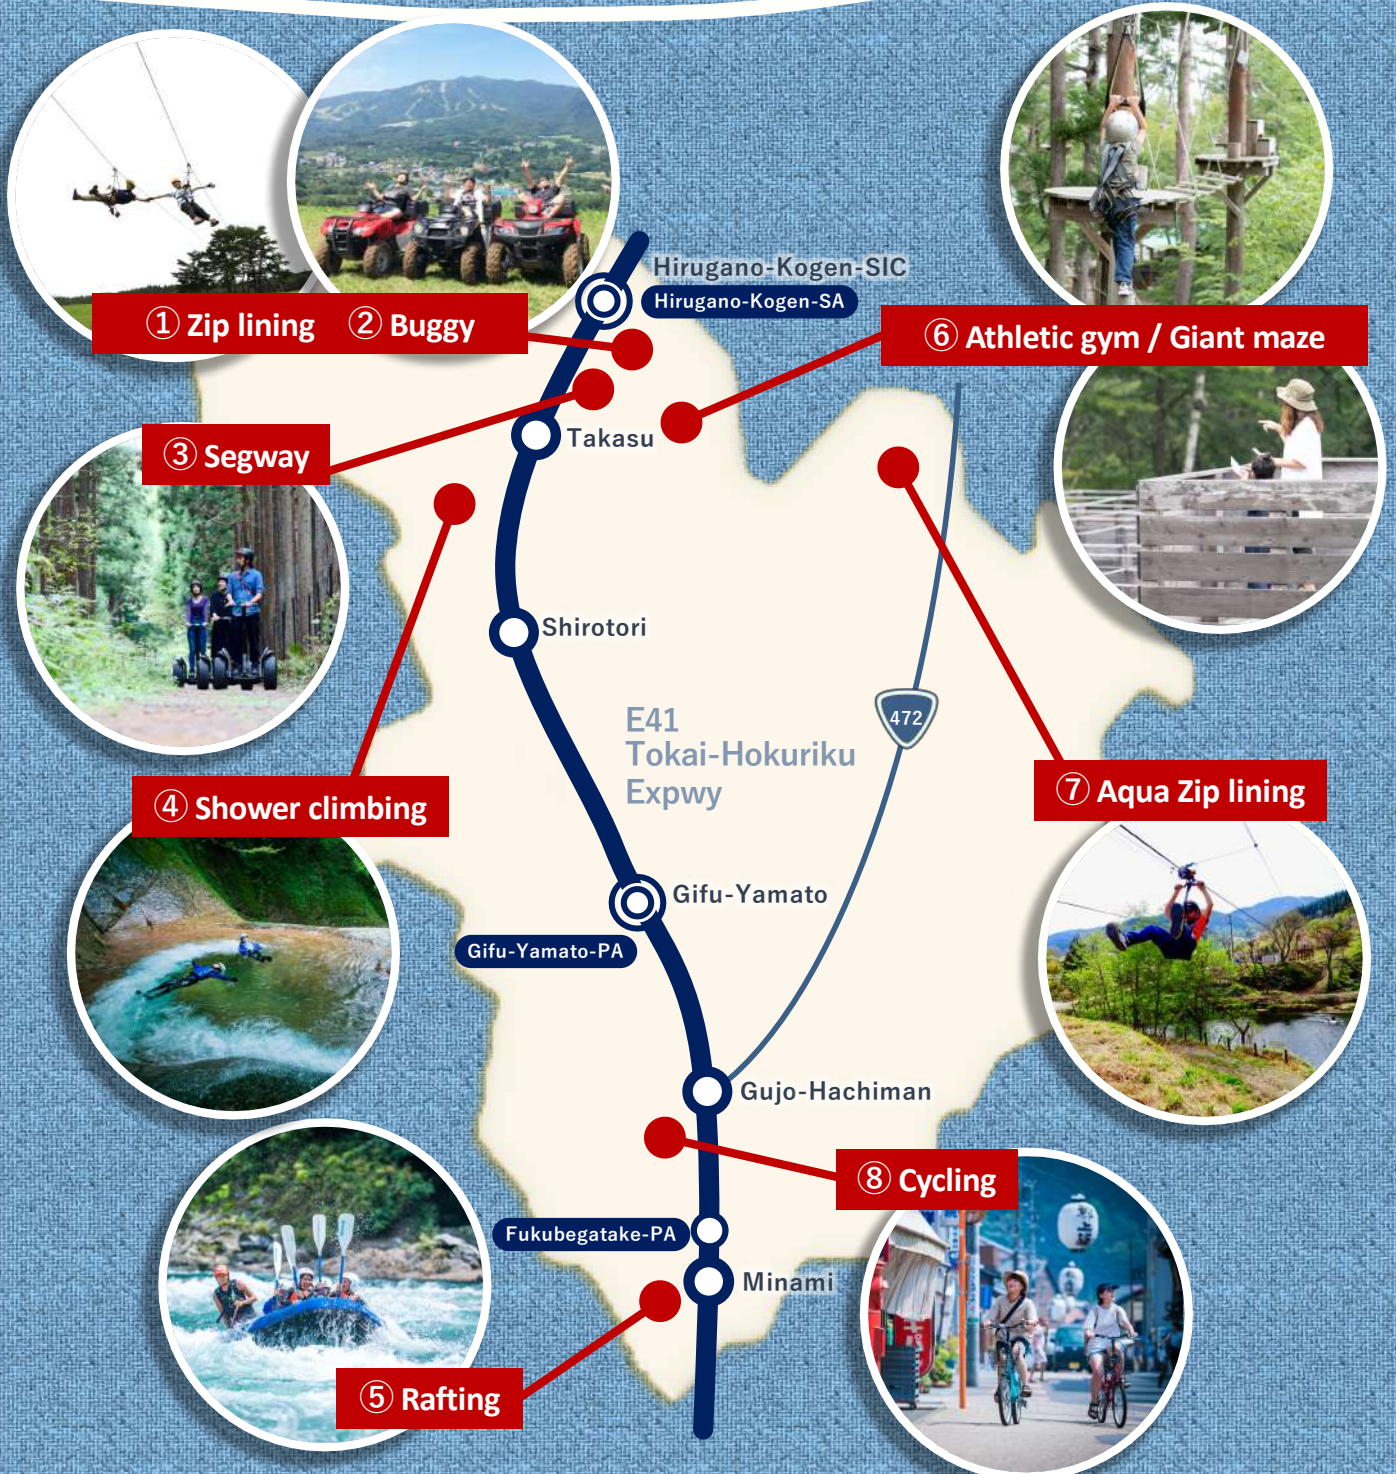 Hirugano-Kogen-SIC
Hirugano-Kogen-SA
① Zip lining ② Buggy
⑥ Athletic gym / Giant maze
Takasu
③ Segway
Shirotori
E41
Tokai-Hokuriku
Expwy
472
⑦ Aqua Zip lining
④ Shower climbing
Gifu-Yamato
Gifu-Yamato-PA
Gujo-Hachiman
⑧ Cycling
Fukubegatake-PA
Minami
⑤ Rafting